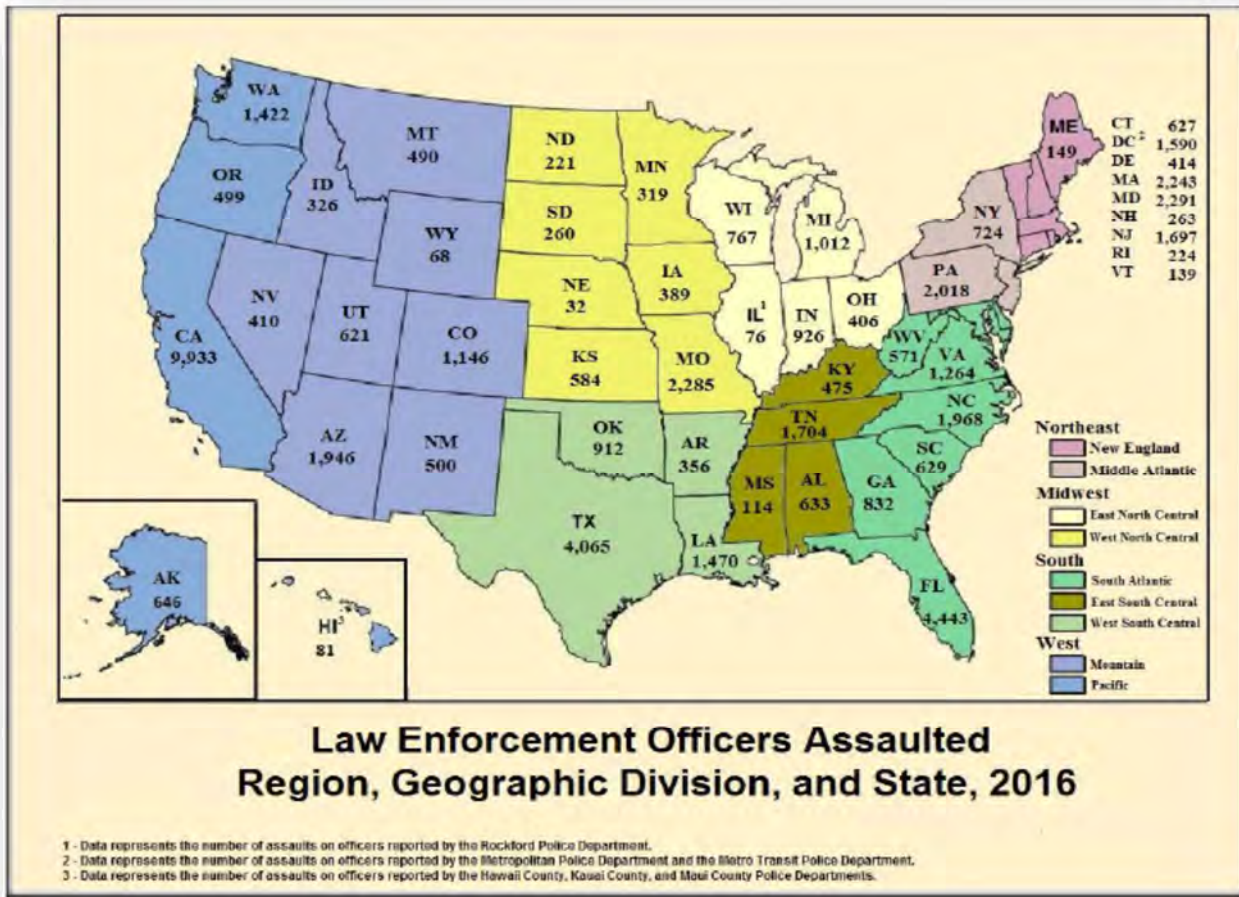 WA
1,422
MT
490
ND
221
MN
319
ME
149
CT 627
DC² 1,590
DE 414
MA 2,243
MD 2,291
NH 263
NJ 1,697
RI 224
VT 139
OR
499
ID
326
WY
68
SD
260
WI
767
MI
1,012
NY
724
PA
2,018
NE
32
IA
389
IL¹
76
IN
926
OH
406
NV
410
UT
621
CO
1,146
CA
9,933
KS
584
MO
2,285
WV
571
VA
1,264
KY
475
NC
1,968
TN
1,704
AZ
1,946
NM
500
OK
912
AR
356
SC
629
MS
114
AL
633
GA
832
TX
4,065
LA
1,470
FL
4,443
AK
646
HI³
81
Northeast
New England
Middle Atlantic
Midwest
East North Central
West North Central
South
South Atlantic
East South Central
West South Central
West
Mountain
Pacific
Law Enforcement Officers Assaulted
Region, Geographic Division, and State, 2016
1 - Data represents the number of assaults on officers reported by the Rockford Police Department.
2 - Data represents the number of assaults on officers reported by the Metropolitan Police Department and the Metro Transit Police Department.
3 - Data represents the number of assaults on officers reported by the Hawaii County, Kauai County, and Maui County Police Departments.